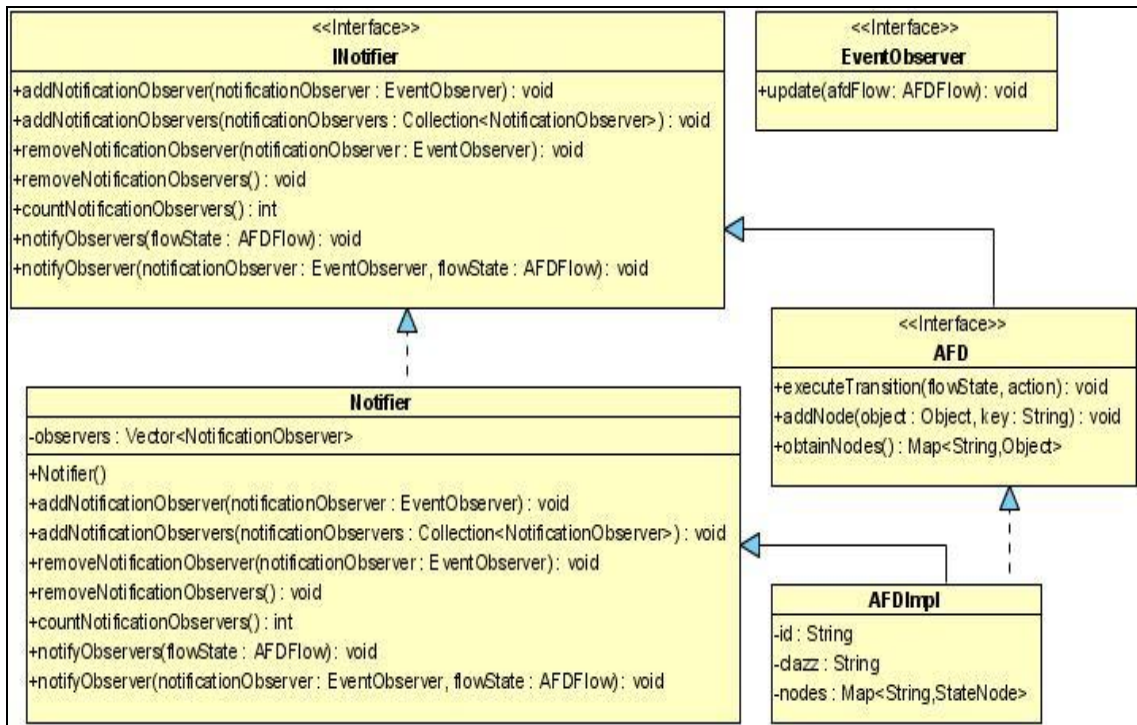 <<Interface>>
INotifier
+addNotificationObserver(notificationObserver : EventObserver) : void
+addNotificationObservers(notificationObservers : Collection<NotificationObserver>) : void
+removeNotificationObserver(notificationObserver : EventObserver) : void
+removeNotificationObservers() : void
+countNotificationObservers() : int
+notifyObservers(flowState : AFDFlow) : void
+notifyObserver(notificationObserver : EventObserver, flowState : AFDFlow) : void
<<Interface>>
EventObserver
+update(afdFlow : AFDFlow) : void
<<Interface>>
AFD
+executeTransition(flowState, action) : void
+addNode(object : Object, key : String) : void
+obtainNodes() : Map<String,Object>
Notifier
-observers : Vector<NotificationObserver>
+Notifier()
+addNotificationObserver(notificationObserver : EventObserver) : void
+addNotificationObservers(notificationObservers : Collection<NotificationObserver>) : void
+removeNotificationObserver(notificationObserver : EventObserver) : void
+removeNotificationObservers() : void
+countNotificationObservers() : int
+notifyObservers(flowState : AFDFlow) : void
+notifyObserver(notificationObserver : EventObserver, flowState : AFDFlow) : void
AFDImpl
-id : String
-clazz : String
-nodes : Map<String,StateNode>